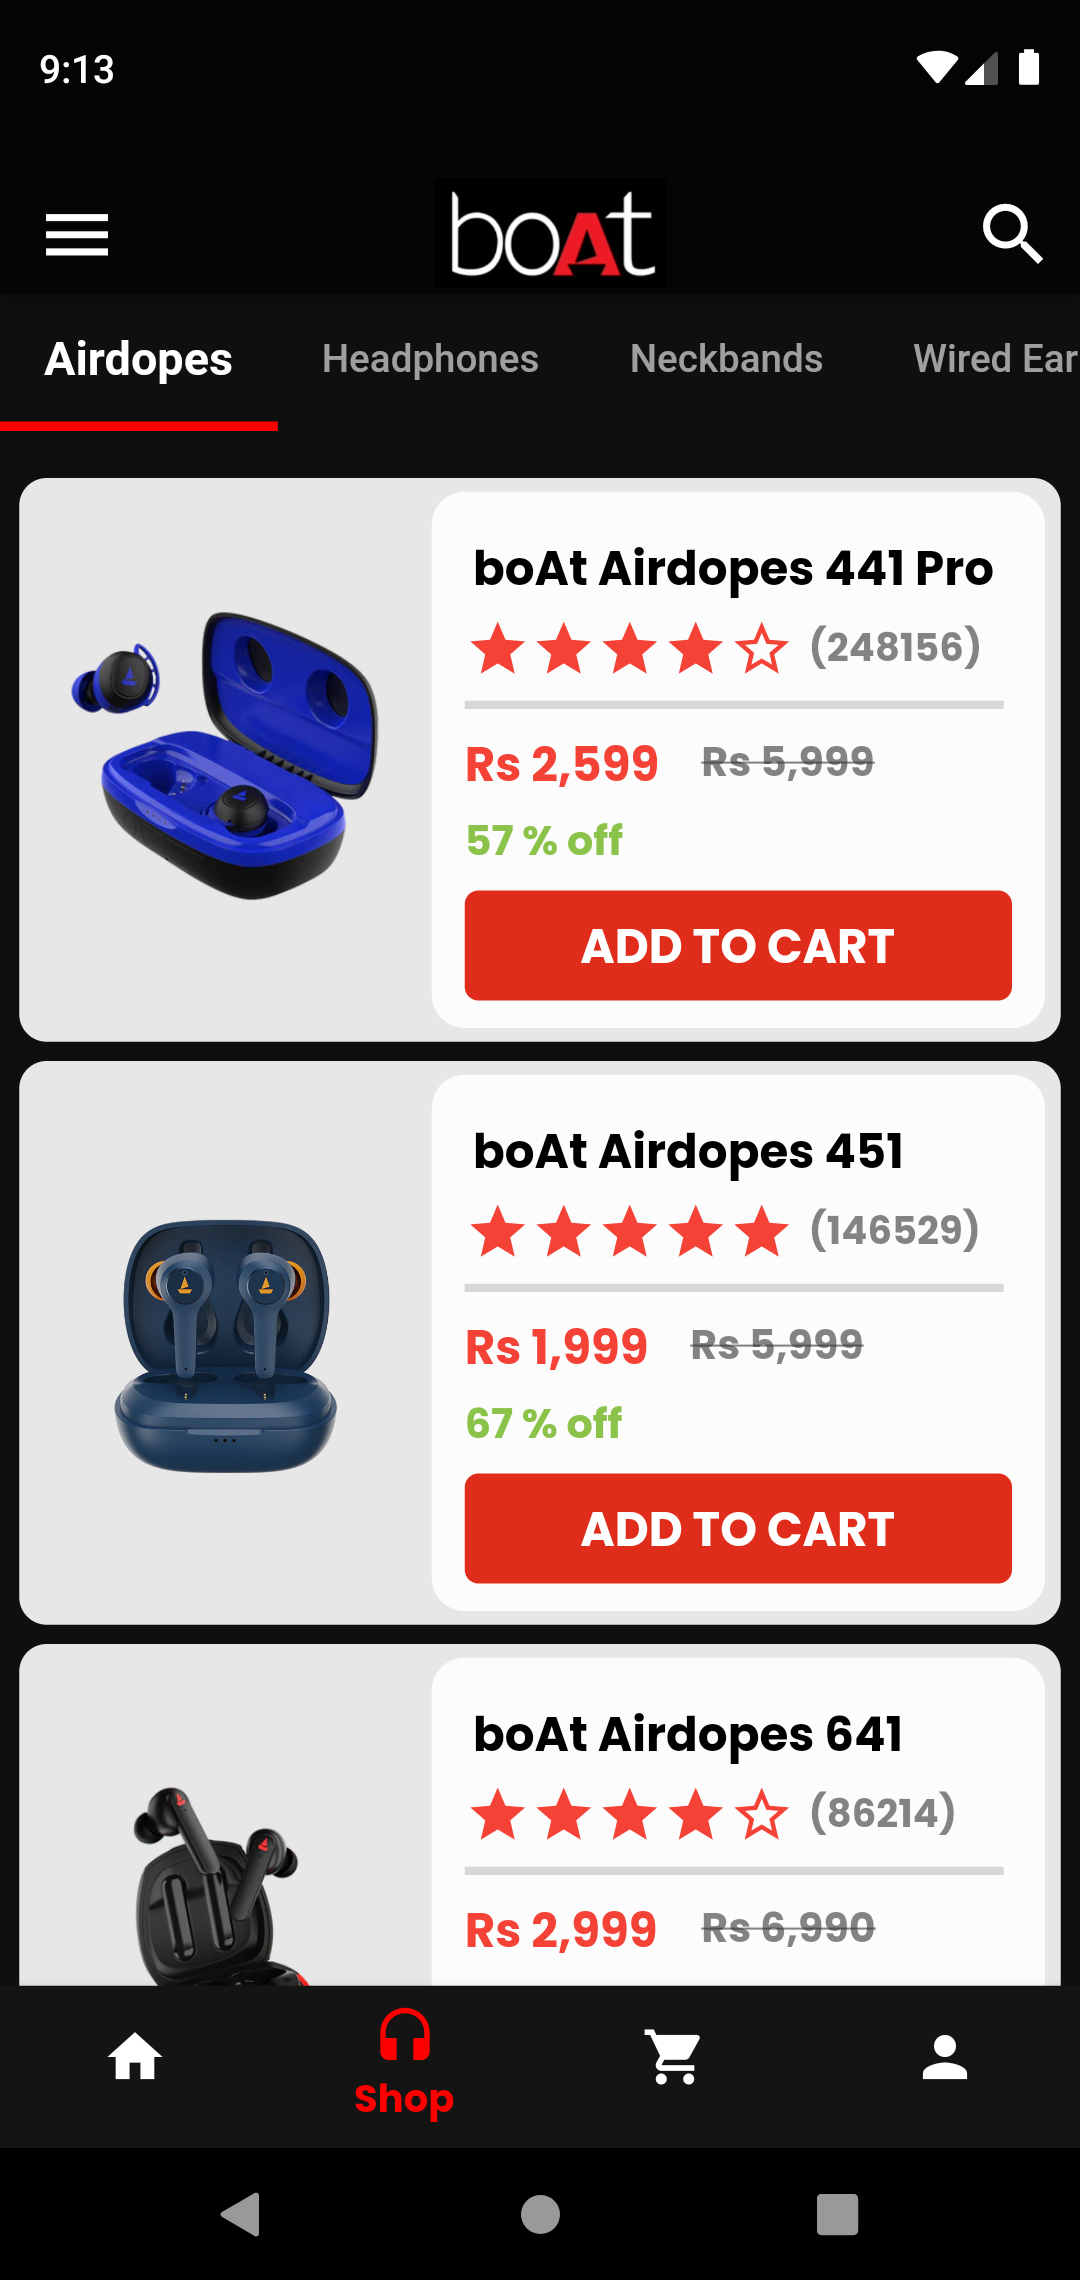 9:13
boAt
Airdopes Headphones Neckbands Wired Ear
boAt Airdopes 441 Pro
(248156)
Rs 2,599 Rs 5,999
57 % off
ADD TO CART
boAt Airdopes 451
(146529)
Rs 1,999 Rs 5,999
67 % off
ADD TO CART
boAt Airdopes 641
(86214)
Rs 2,999 Rs 6,990
Shop